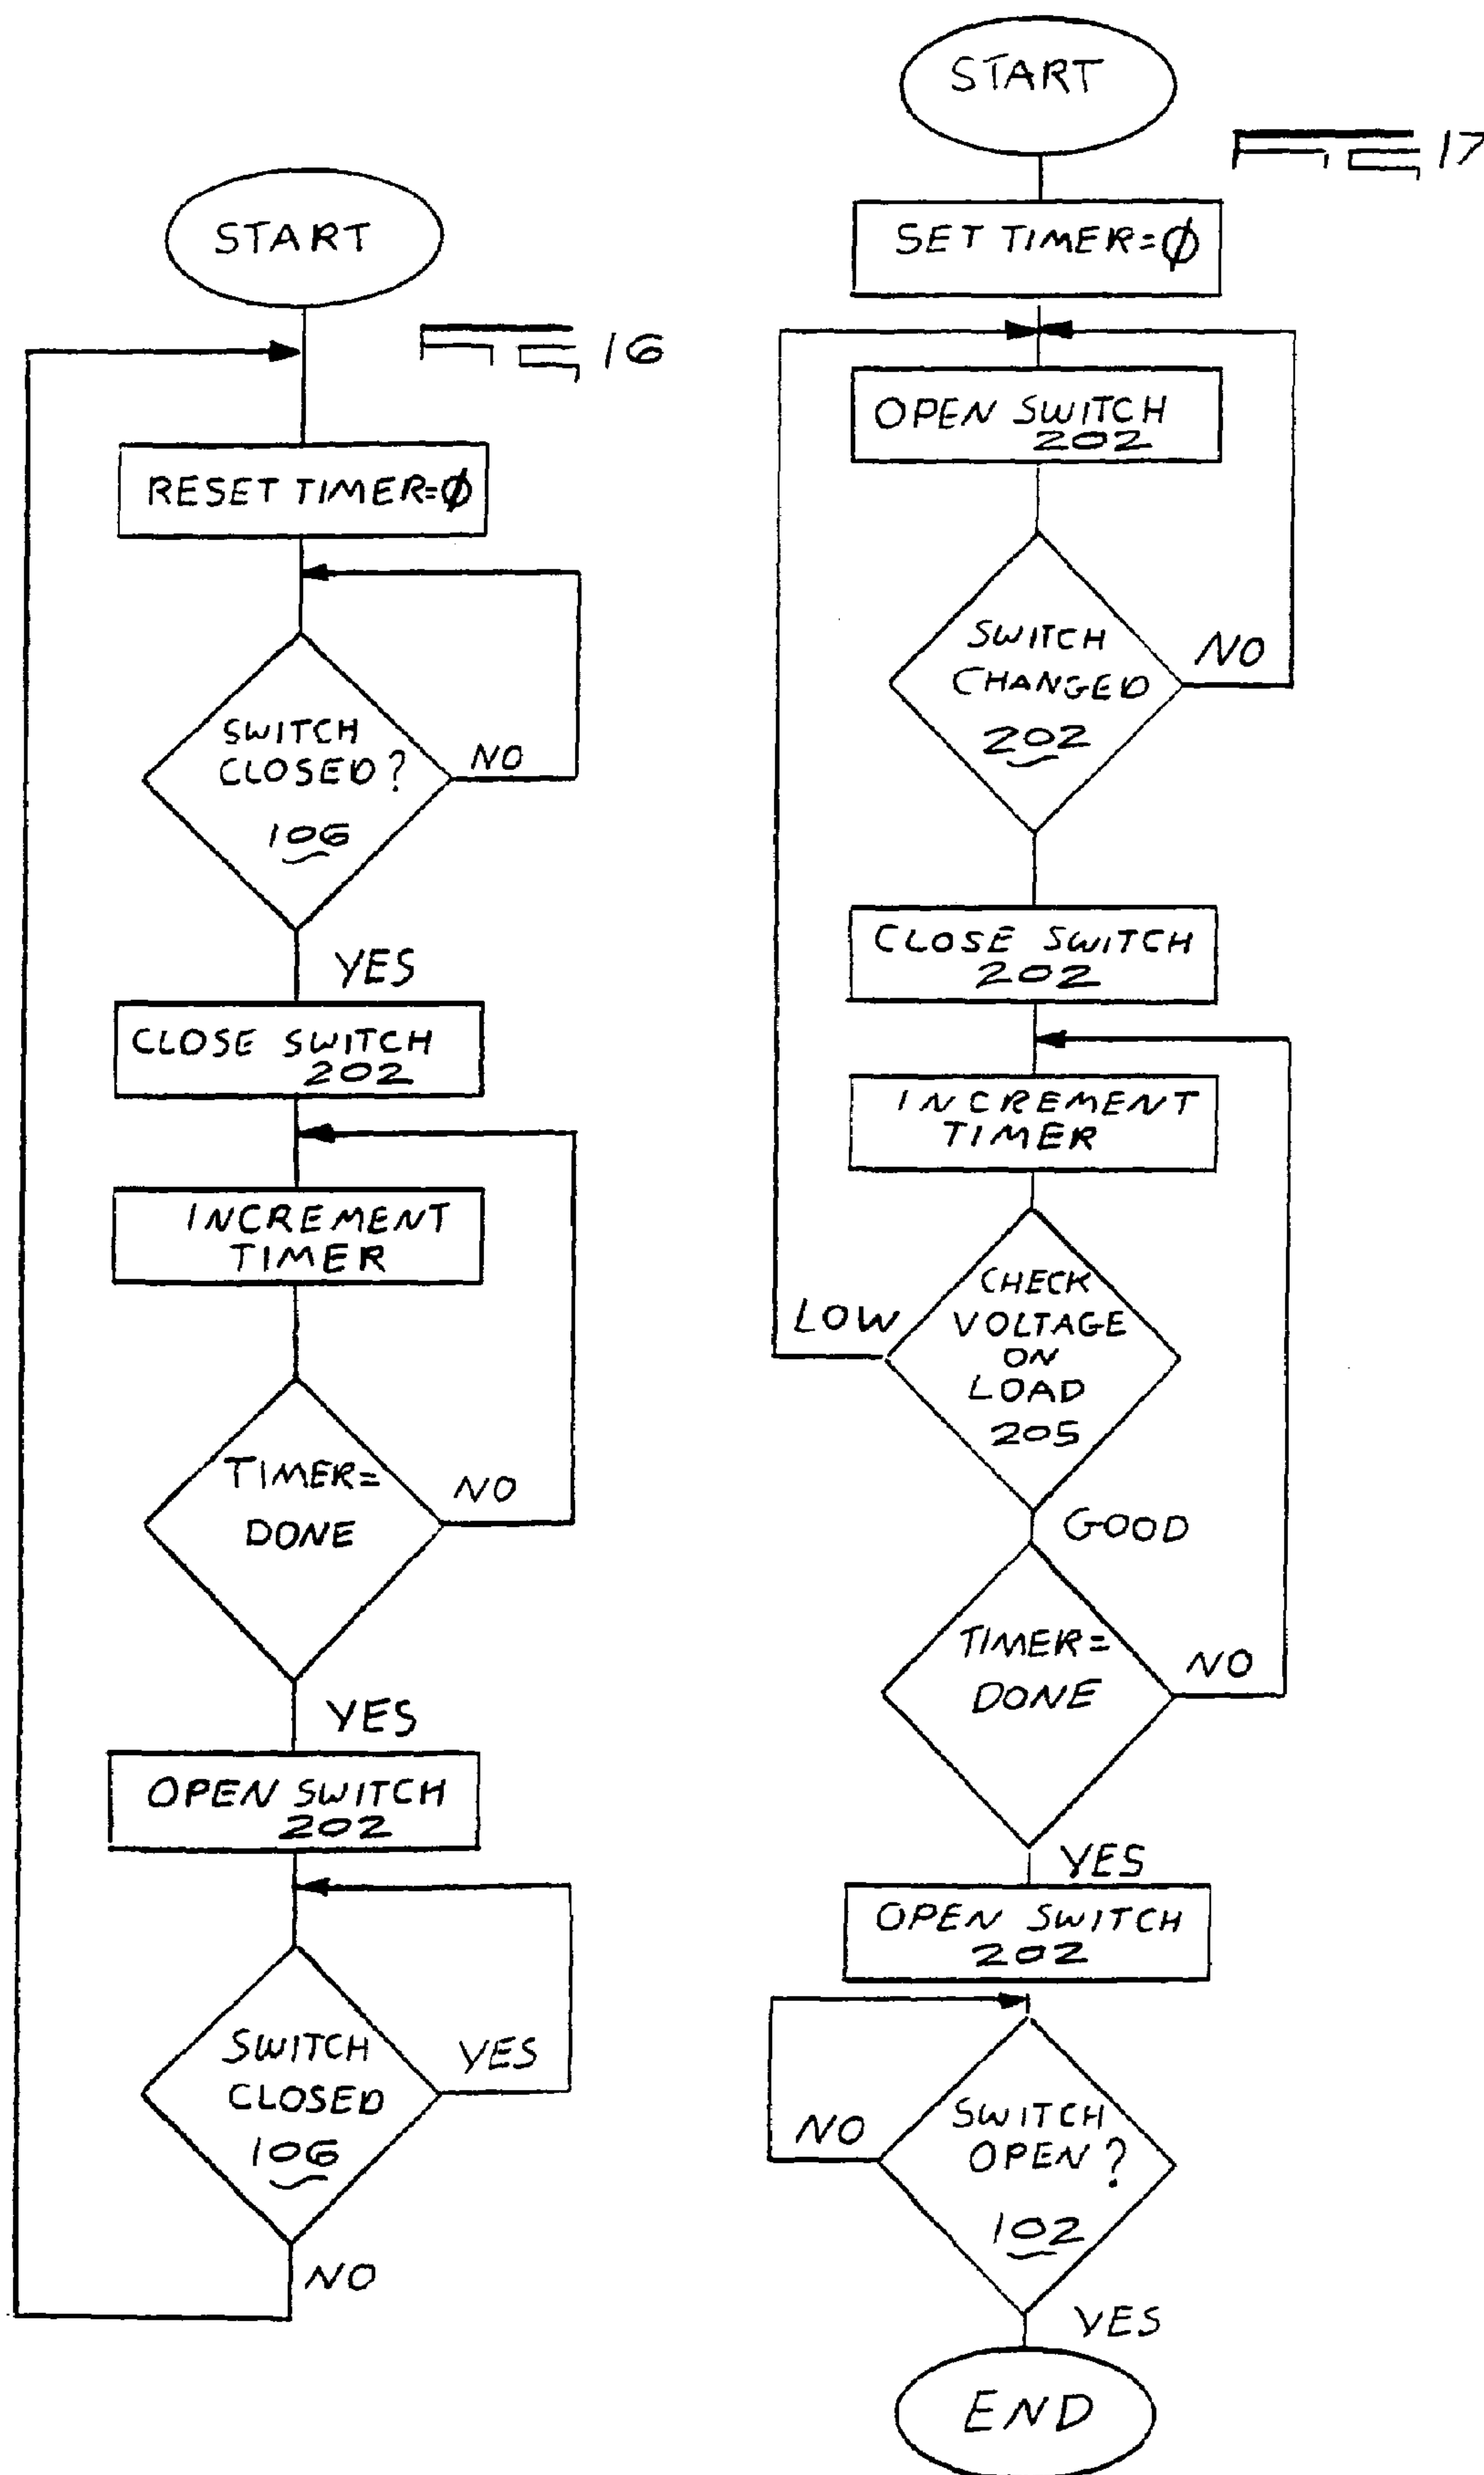 START
FIG 16
RESET TIMER=Ø
SWITCH
CLOSED?
106
NO
YES
CLOSE SWITCH
202
INCREMENT
TIMER
TIMER=
DONE
NO
YES
OPEN SWITCH
202
SWITCH
CLOSED
106
YES
NO
START
FIG 17
SET TIMER=Ø
OPEN SWITCH
202
SWITCH
CHANGED
202
NO
CLOSE SWITCH
202
INCREMENT
TIMER
CHECK
VOLTAGE
ON
LOAD
205
LOW
GOOD
TIMER=
DONE
NO
YES
OPEN SWITCH
202
SWITCH
OPEN?
102
NO
YES
END